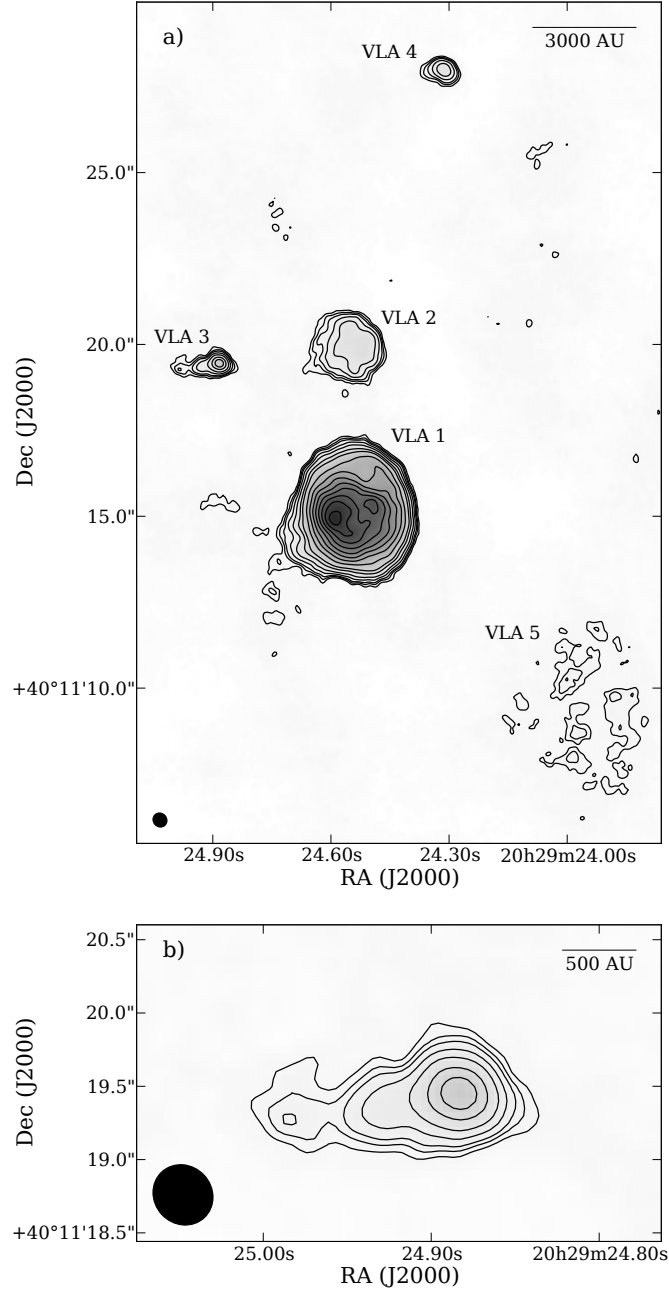 a)
3000 AU
VLA 4
25.0"
VLA 2
VLA 3
20.0"
VLA 1
Dec (J2000)
15.0"
VLA 5
+40°11'10.0"
24.90s
24.60s
24.30s
20h29m24.00s
RA (J2000)
b)
500 AU
20.5"
20.0"
Dec (J2000)
19.5"
19.0"
+40°11'18.5"
25.00s
24.90s
20h29m24.80s
RA (J2000)